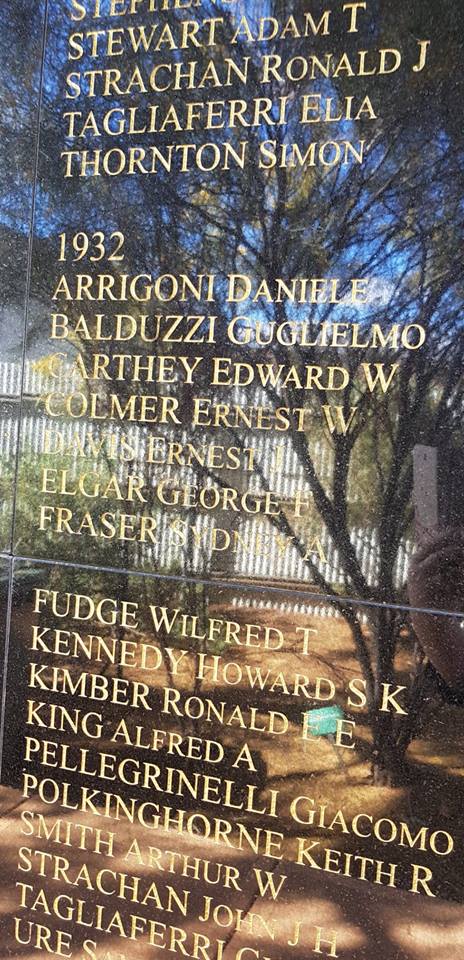 STEWART ADAM T
STRACHAN RONALD J
TAGLIAFERRI ELIA
THORNTON SIMON
1932
ARRIGONI DANIELE
BALDUZZI GUGLIELMO
CARTHEY EDWARD W
COLMER ERNEST W
DAVIS ERNEST J
ELGAR GEORGE F
FRASER SYDNEY A
FUDGE WILFRED T
KENNEDY HOWARD S K
KIMBER RONALD E E
KING ALFRED A
PELLEGRINELLI GIACOMO
POLKINGHORNE KEITH R
SMITH ARTHUR W
STRACHAN JOHN J H
TAGLIAFERRI
URE